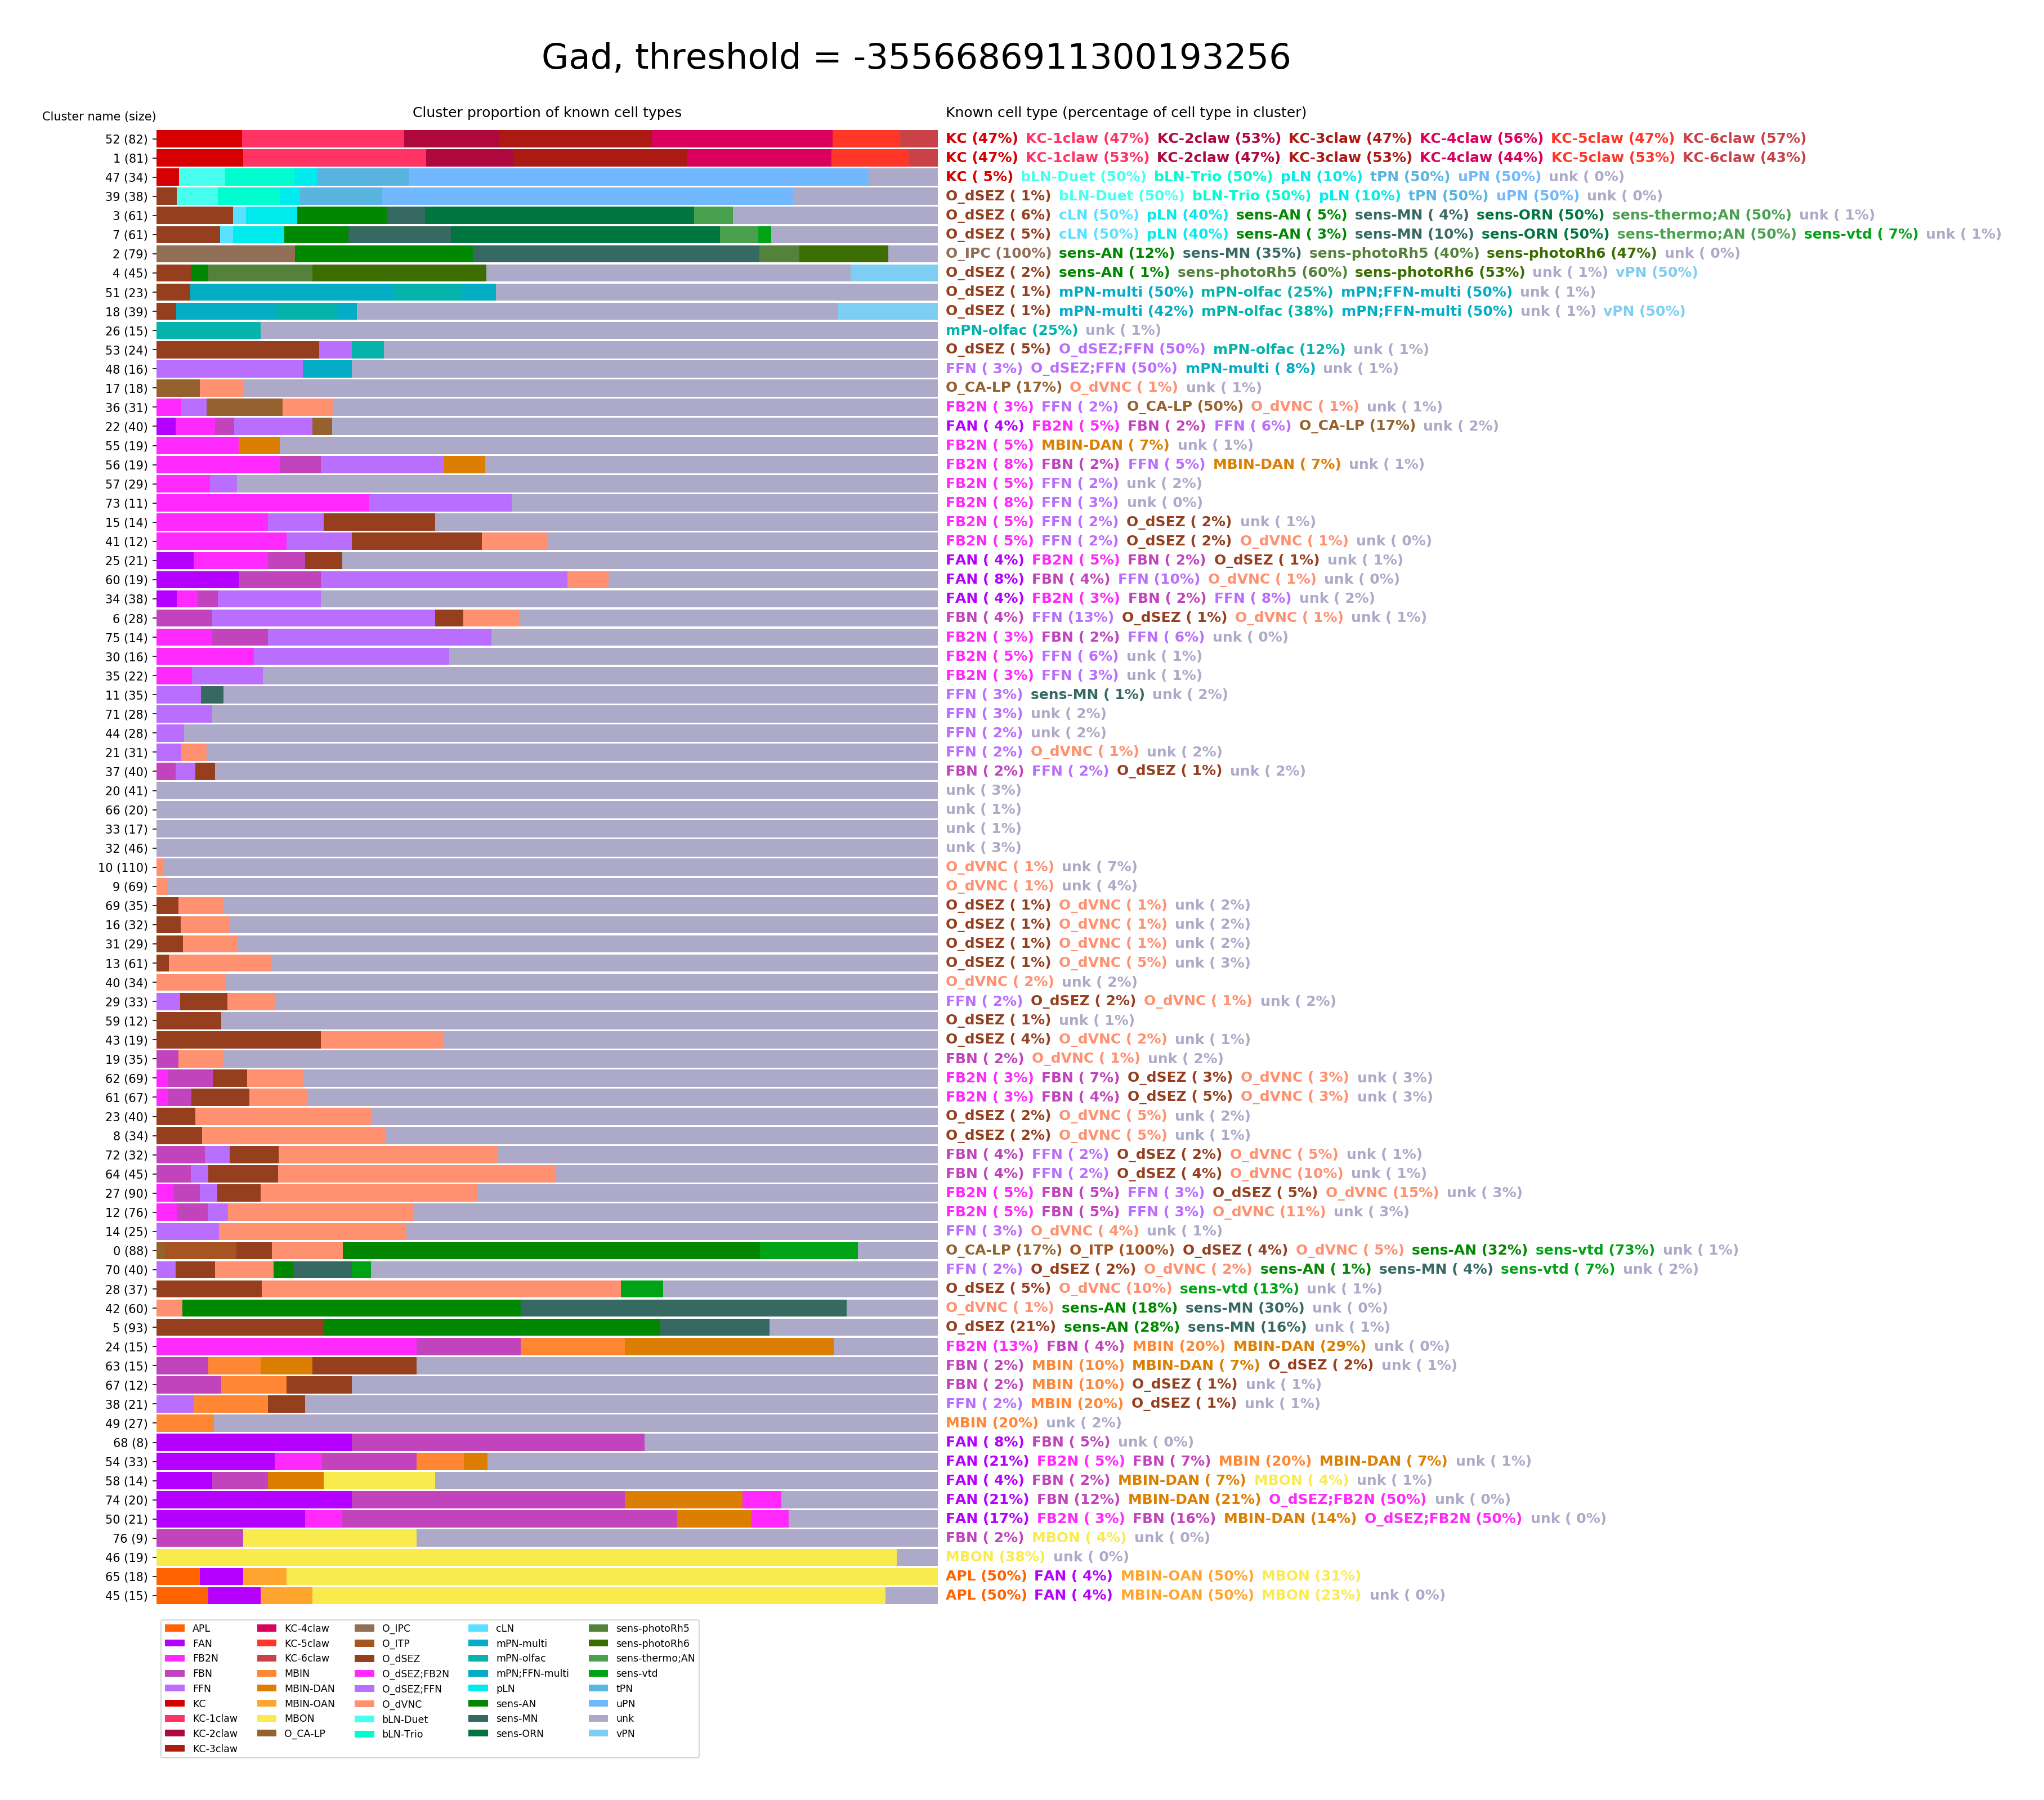 Gad, threshold = -3556686911300193256
Cluster name (size) Cluster proportion of known cell types Known cell type (percentage of cell type in cluster)
52 (82) KC (47%) KC-1claw (47%) KC-2claw (53%) KC-3claw (47%) KC-4claw (56%) KC-5claw (47%) KC-6claw (57%)
1 (81) KC (47%) KC-1claw (53%) KC-2claw (47%) KC-3claw (53%) KC-4claw (44%) KC-5claw (53%) KC-6claw (43%)
47 (34) KC ( 5%) bLN-Duet (50%) bLN-Trio (50%) pLN (10%) tPN (50%) uPN (50%) unk ( 0%)
39 (38) O_dSEZ ( 1%) bLN-Duet (50%) bLN-Trio (50%) pLN (10%) tPN (50%) uPN (50%) unk ( 0%)
3 (61) O_dSEZ ( 6%) cLN (50%) pLN (40%) sens-AN ( 5%) sens-MN ( 4%) sens-ORN (50%) sens-thermo;AN (50%) unk ( 1%)
7 (61) O_dSEZ ( 5%) cLN (50%) pLN (40%) sens-AN ( 3%) sens-MN (10%) sens-ORN (50%) sens-thermo;AN (50%) sens-vtd ( 7%) unk ( 1%)
2 (79) O_IPC (100%) sens-AN (12%) sens-MN (35%) sens-photoRh5 (40%) sens-photoRh6 (47%) unk ( 0%)
4 (45) O_dSEZ ( 2%) sens-AN ( 1%) sens-photoRh5 (60%) sens-photoRh6 (53%) unk ( 1%) vPN (50%)
51 (23) O_dSEZ ( 1%) mPN-multi (50%) mPN-olfac (25%) mPN;FFN-multi (50%) unk ( 1%)
18 (39) O_dSEZ ( 1%) mPN-multi (42%) mPN-olfac (38%) mPN;FFN-multi (50%) unk ( 1%) vPN (50%)
26 (15) mPN-olfac (25%) unk ( 1%)
53 (24) O_dSEZ ( 5%) O_dSEZ;FFN (50%) mPN-olfac (12%) unk ( 1%)
48 (16) FFN ( 3%) O_dSEZ;FFN (50%) mPN-multi ( 8%) unk ( 1%)
17 (18) O_CA-LP (17%) O_dVNC ( 1%) unk ( 1%)
36 (31) FB2N ( 3%) FFN ( 2%) O_CA-LP (50%) O_dVNC ( 1%) unk ( 1%)
22 (40) FAN ( 4%) FB2N ( 5%) FBN ( 2%) FFN ( 6%) O_CA-LP (17%) unk ( 2%)
55 (19) FB2N ( 5%) MBIN-DAN ( 7%) unk ( 1%)
56 (19) FB2N ( 8%) FBN ( 2%) FFN ( 5%) MBIN-DAN ( 7%) unk ( 1%)
57 (29) FB2N ( 5%) FFN ( 2%) unk ( 2%)
73 (11) FB2N ( 8%) FFN ( 3%) unk ( 0%)
15 (14) FB2N ( 5%) FFN ( 2%) O_dSEZ ( 2%) unk ( 1%)
41 (12) FB2N ( 5%) FFN ( 2%) O_dSEZ ( 2%) O_dVNC ( 1%) unk ( 0%)
25 (21) FAN ( 4%) FB2N ( 5%) FBN ( 2%) O_dSEZ ( 1%) unk ( 1%)
60 (19) FAN ( 8%) FBN ( 4%) FFN (10%) O_dVNC ( 1%) unk ( 0%)
34 (38) FAN ( 4%) FB2N ( 3%) FBN ( 2%) FFN ( 8%) unk ( 2%)
6 (28) FBN ( 4%) FFN (13%) O_dSEZ ( 1%) O_dVNC ( 1%) unk ( 1%)
75 (14) FB2N ( 3%) FBN ( 2%) FFN ( 6%) unk ( 0%)
30 (16) FB2N ( 5%) FFN ( 6%) unk ( 1%)
35 (22) FB2N ( 3%) FFN ( 3%) unk ( 1%)
11 (35) FFN ( 3%) sens-MN ( 1%) unk ( 2%)
71 (28) FFN ( 3%) unk ( 2%)
44 (28) FFN ( 2%) unk ( 2%)
21 (31) FFN ( 2%) O_dVNC ( 1%) unk ( 2%)
37 (40) FBN ( 2%) FFN ( 2%) O_dSEZ ( 1%) unk ( 2%)
20 (41) unk ( 3%)
66 (20) unk ( 1%)
33 (17) unk ( 1%)
32 (46) unk ( 3%)
10 (110) O_dVNC ( 1%) unk ( 7%)
9 (69) O_dVNC ( 1%) unk ( 4%)
69 (35) O_dSEZ ( 1%) O_dVNC ( 1%) unk ( 2%)
16 (32) O_dSEZ ( 1%) O_dVNC ( 1%) unk ( 2%)
31 (29) O_dSEZ ( 1%) O_dVNC ( 1%) unk ( 2%)
13 (61) O_dSEZ ( 1%) O_dVNC ( 5%) unk ( 3%)
40 (34) O_dVNC ( 2%) unk ( 2%)
29 (33) FFN ( 2%) O_dSEZ ( 2%) O_dVNC ( 1%) unk ( 2%)
59 (12) O_dSEZ ( 1%) unk ( 1%)
43 (19) O_dSEZ ( 4%) O_dVNC ( 2%) unk ( 1%)
19 (35) FBN ( 2%) O_dVNC ( 1%) unk ( 2%)
62 (69) FB2N ( 3%) FBN ( 7%) O_dSEZ ( 3%) O_dVNC ( 3%) unk ( 3%)
61 (67) FB2N ( 3%) FBN ( 4%) O_dSEZ ( 5%) O_dVNC ( 3%) unk ( 3%)
23 (40) O_dSEZ ( 2%) O_dVNC ( 5%) unk ( 2%)
8 (34) O_dSEZ ( 2%) O_dVNC ( 5%) unk ( 1%)
72 (32) FBN ( 4%) FFN ( 2%) O_dSEZ ( 2%) O_dVNC ( 5%) unk ( 1%)
64 (45) FBN ( 4%) FFN ( 2%) O_dSEZ ( 4%) O_dVNC (10%) unk ( 1%)
27 (90) FB2N ( 5%) FBN ( 5%) FFN ( 3%) O_dSEZ ( 5%) O_dVNC (15%) unk ( 3%)
12 (76) FB2N ( 5%) FBN ( 5%) FFN ( 3%) O_dVNC (11%) unk ( 3%)
14 (25) FFN ( 3%) O_dVNC ( 4%) unk ( 1%)
0 (88) O_CA-LP (17%) O_ITP (100%) O_dSEZ ( 4%) O_dVNC ( 5%) sens-AN (32%) sens-vtd (73%) unk ( 1%)
70 (40) FFN ( 2%) O_dSEZ ( 2%) O_dVNC ( 2%) sens-AN ( 1%) sens-MN ( 4%) sens-vtd ( 7%) unk ( 2%)
28 (37) O_dSEZ ( 5%) O_dVNC (10%) sens-vtd (13%) unk ( 1%)
42 (60) O_dVNC ( 1%) sens-AN (18%) sens-MN (30%) unk ( 0%)
5 (93) O_dSEZ (21%) sens-AN (28%) sens-MN (16%) unk ( 1%)
24 (15) FB2N (13%) FBN ( 4%) MBIN (20%) MBIN-DAN (29%) unk ( 0%)
63 (15) FBN ( 2%) MBIN (10%) MBIN-DAN ( 7%) O_dSEZ ( 2%) unk ( 1%)
67 (12) FBN ( 2%) MBIN (10%) O_dSEZ ( 1%) unk ( 1%)
38 (21) FFN ( 2%) MBIN (20%) O_dSEZ ( 1%) unk ( 1%)
49 (27) MBIN (20%) unk ( 2%)
68 (8) FAN ( 8%) FBN ( 5%) unk ( 0%)
54 (33) FAN (21%) FB2N ( 5%) FBN ( 7%) MBIN (20%) MBIN-DAN ( 7%) unk ( 1%)
58 (14) FAN ( 4%) FBN ( 2%) MBIN-DAN ( 7%) MBON ( 4%) unk ( 1%)
74 (20) FAN (21%) FBN (12%) MBIN-DAN (21%) O_dSEZ;FB2N (50%) unk ( 0%)
50 (21) FAN (17%) FB2N ( 3%) FBN (16%) MBIN-DAN (14%) O_dSEZ;FB2N (50%) unk ( 0%)
76 (9) FBN ( 2%) MBON ( 4%) unk ( 0%)
46 (19) MBON (38%) unk ( 0%)
65 (18) APL (50%) FAN ( 4%) MBIN-OAN (50%) MBON (31%)
45 (15) APL (50%) FAN ( 4%) MBIN-OAN (50%) MBON (23%) unk ( 0%)
APL KC-4claw O_IPC cLN sens-photoRh5
FAN KC-5claw O_ITP mPN-multi sens-photoRh6
FB2N KC-6claw O_dSEZ mPN-olfac sens-thermo;AN
FBN MBIN O_dSEZ;FB2N mPN;FFN-multi sens-vtd
FFN MBIN-DAN O_dSEZ;FFN pLN tPN
KC MBIN-OAN O_dVNC sens-AN uPN
KC-1claw MBON bLN-Duet sens-MN unk
KC-2claw O_CA-LP bLN-Trio sens-ORN vPN
KC-3claw